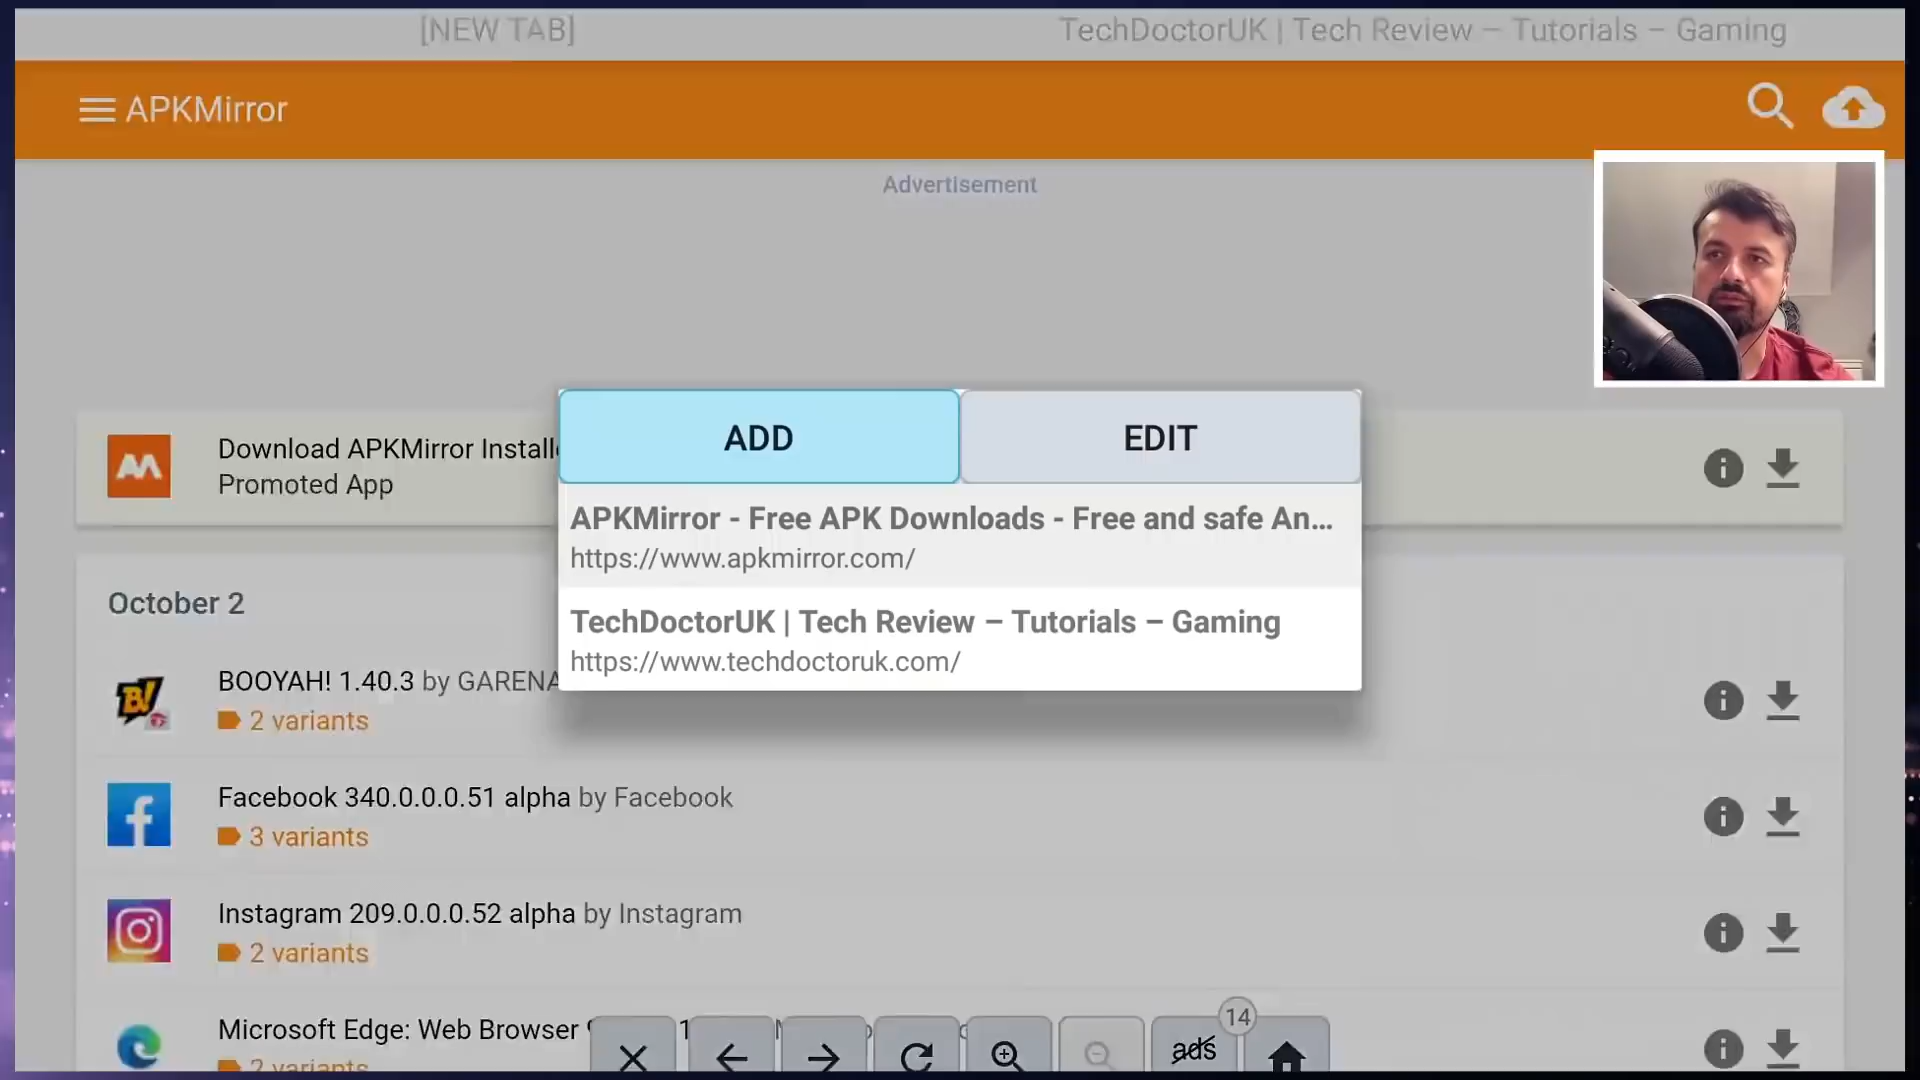 [NEW TAB]
TechDoctorUK | Tech Review – Tutorials – Gaming
APKMirror
Advertisement
Download APKMirror
Promoted App
ADD
EDIT
APKMirror - Free APK Downloads - Free and safe An...
https://www.apkmirror.com/
TechDoctorUK | Tech Review – Tutorials – Gaming
https://www.techdoctoruk.com/
October 2
BOOYAH! 1.40.3 by GARENA
2 variants
Facebook 340.0.0.0.51 alpha by Facebook
3 variants
Instagram 209.0.0.0.52 alpha by Instagram
2 variants
Microsoft Edge: Web Browser
2 variants
14
ads